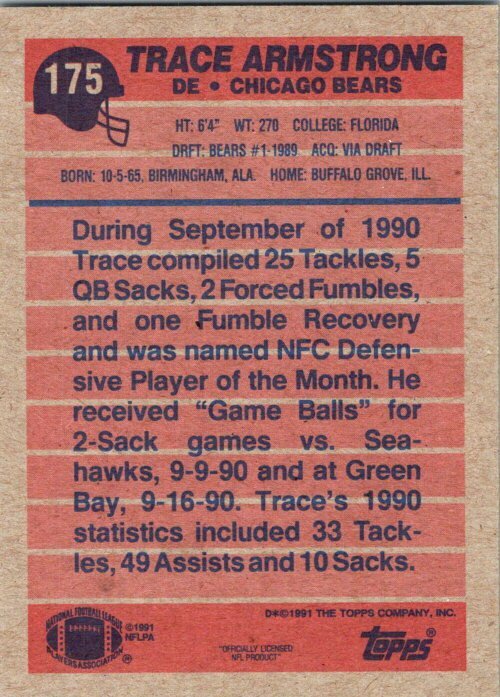 175
TRACE ARMSTRONG
DE • CHICAGO BEARS
HT: 6'4" WT: 270 COLLEGE: FLORIDA
DRFT: BEARS #1-1989 ACQ: VIA DRAFT
BORN: 10-5-65, BIRMINGHAM, ALA. HOME: BUFFALO GROVE, ILL.
During September of 1990
Trace compiled 25 Tackles, 5
QB Sacks, 2 Forced Fumbles,
and one Fumble Recovery
and was named NFC Defen-
sive Player of the Month. He
received "Game Balls" for
2-Sack games vs. Sea-
hawks, 9-9-90 and at Green
Bay, 9-16-90. Trace's 1990
statistics included 33 Tack-
les, 49 Assists and 10 Sacks.
NATIONAL FOOTBALL LEAGUE
PLAYERS ASSOCIATION®
©1991
NFLPA
D*©1991 THE TOPPS COMPANY, INC.
"OFFICIALLY LICENSED
NFL PRODUCT"
topps®